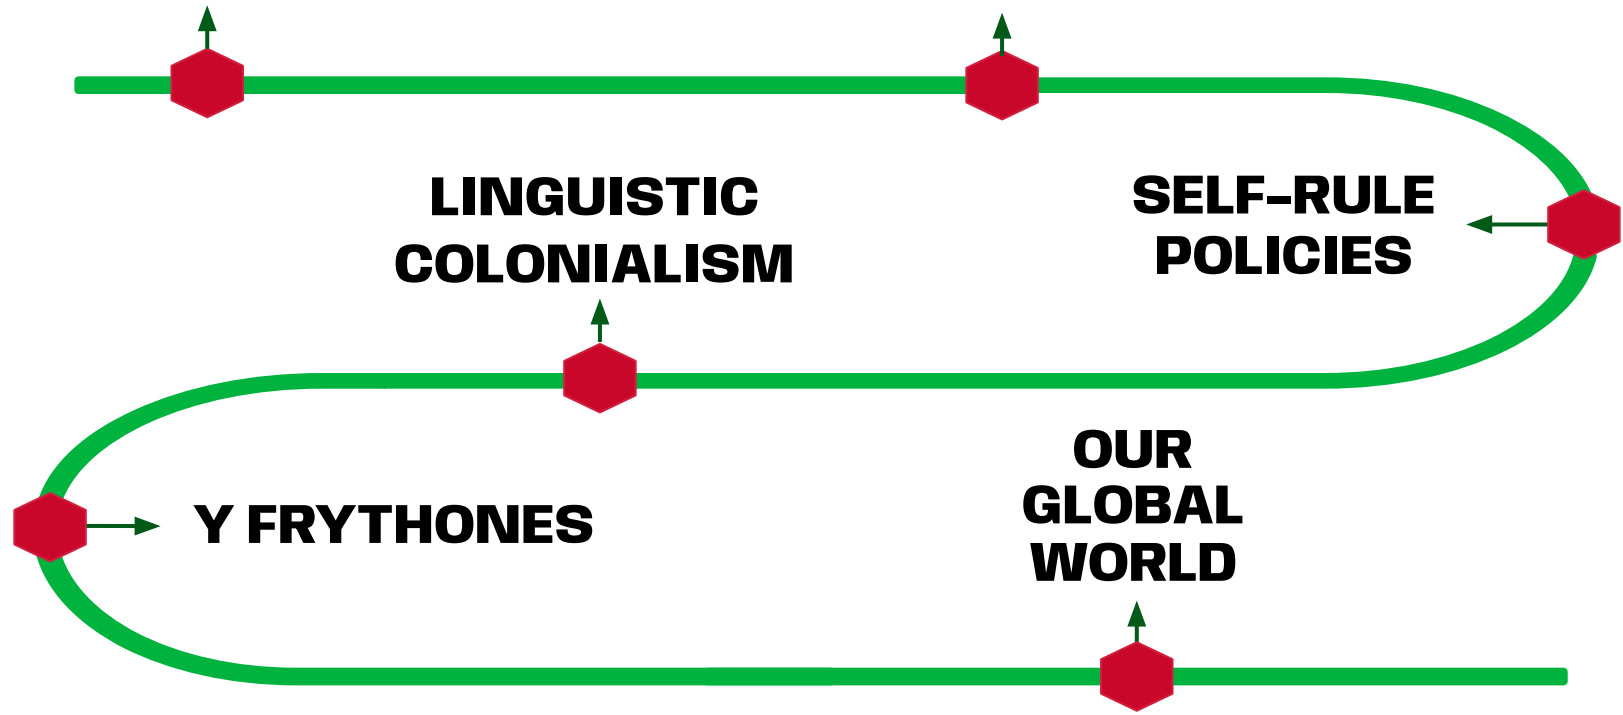 LINGUISTIC
COLONIALISM
SELF-RULE
POLICIES
Y FRYTHONES
OUR
GLOBAL
WORLD